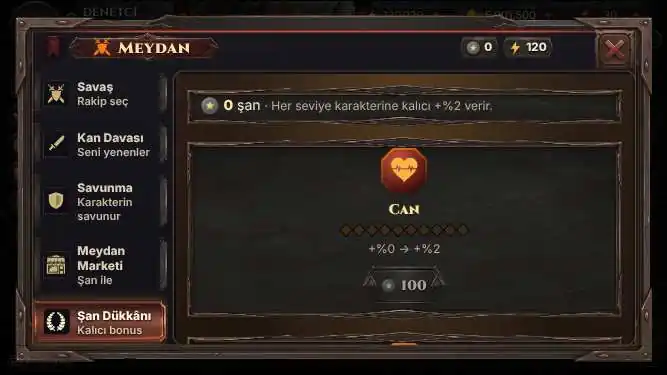 DENETÇİ
MEYDAN
0
120
Savaş
Rakip seç
Kan Davası
Seni yenenler
Savunma
Karakterin
savunur
Meydan
Marketi
Şan ile
Şan Dükkânı
Kalıcı bonus
0 şan · Her seviye karakterine kalıcı +%2 verir.
CAN
+%0 → +%2
100